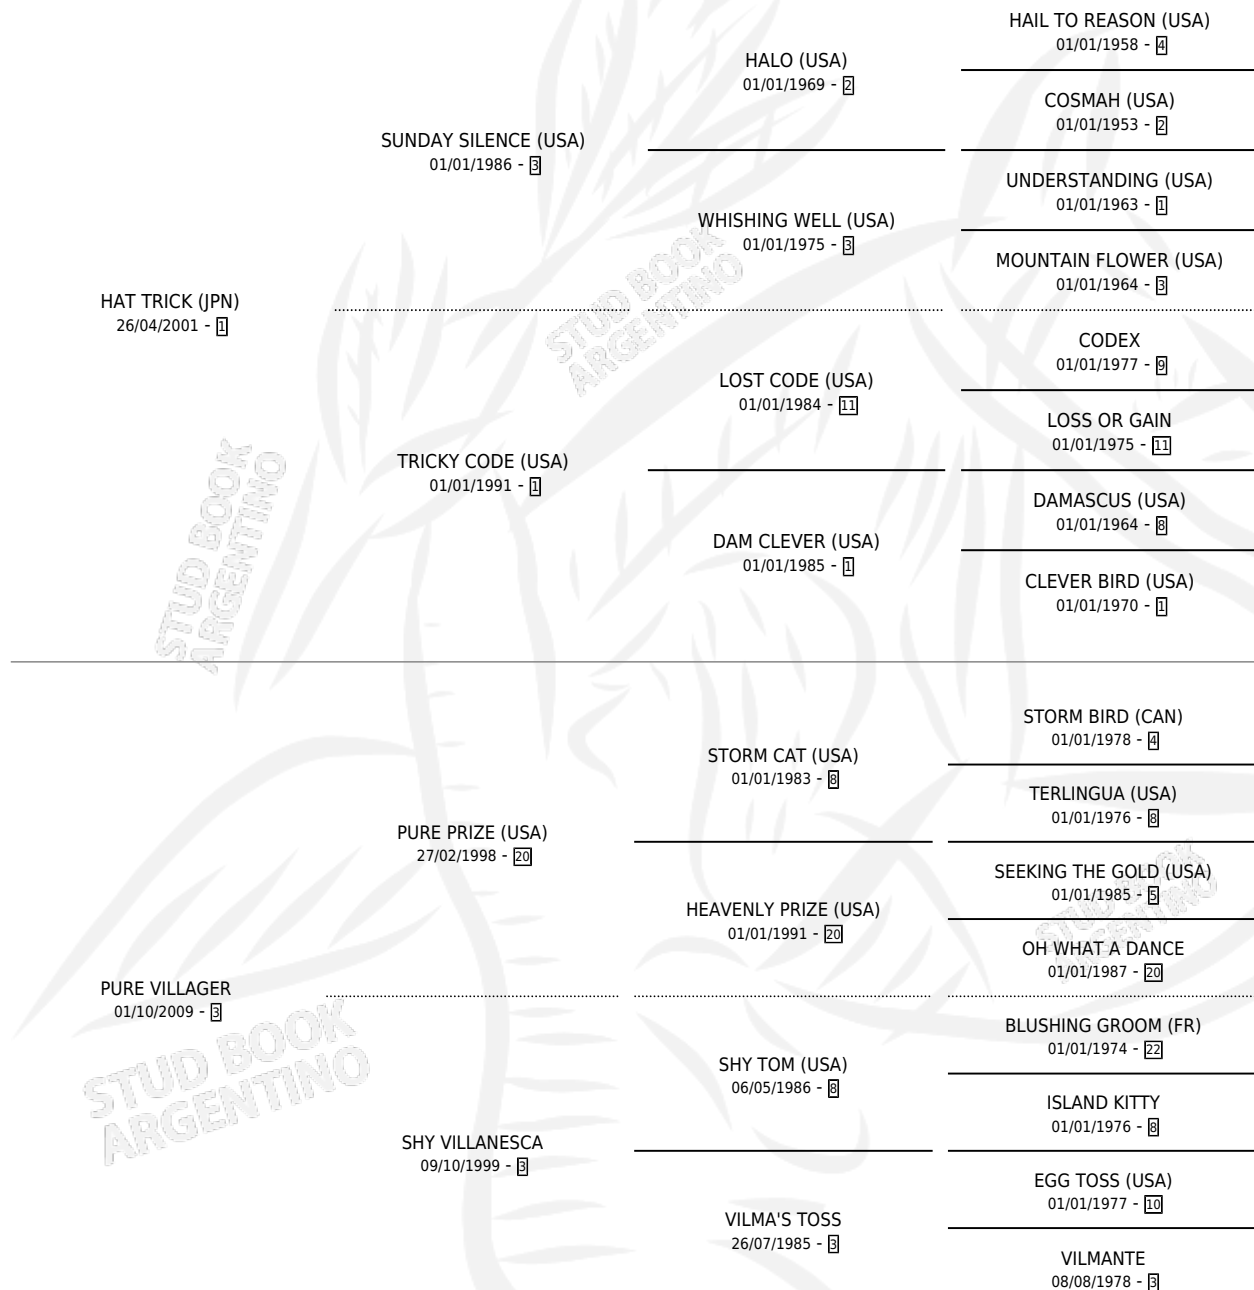 HAIL TO REASON (USA)
01/01/1958 - 4
HALO (USA)
01/01/1969 - 2
COSMAH (USA)
01/01/1953 - 2
SUNDAY SILENCE (USA)
01/01/1986 - 3
UNDERSTANDING (USA)
01/01/1963 - 1
WHISHING WELL (USA)
01/01/1975 - 3
MOUNTAIN FLOWER (USA)
01/01/1964 - 3
HAT TRICK (JPN)
26/04/2001 - 1
CODEX
01/01/1977 - 9
LOST CODE (USA)
01/01/1984 - 11
LOSS OR GAIN
01/01/1975 - 11
TRICKY CODE (USA)
01/01/1991 - 1
DAMASCUS (USA)
01/01/1964 - 8
DAM CLEVER (USA)
01/01/1985 - 1
CLEVER BIRD (USA)
01/01/1970 - 1
STORM BIRD (CAN)
01/01/1978 - 4
STORM CAT (USA)
01/01/1983 - 8
TERLINGUA (USA)
01/01/1976 - 8
PURE PRIZE (USA)
27/02/1998 - 20
SEEKING THE GOLD (USA)
01/01/1985 - 5
HEAVENLY PRIZE (USA)
01/01/1991 - 20
OH WHAT A DANCE
01/01/1987 - 20
PURE VILLAGER
01/10/2009 - 3
BLUSHING GROOM (FR)
01/01/1974 - 22
SHY TOM (USA)
06/05/1986 - 8
ISLAND KITTY
01/01/1976 - 8
SHY VILLANESCA
09/10/1999 - 3
EGG TOSS (USA)
01/01/1977 - 10
VILMA'S TOSS
26/07/1985 - 3
VILMANTE
08/08/1978 - 3
STUD BOOK
ARGENTINO
STUD BOOK
ARGENTINO
STUD BOOK
ARGENTINO
STUD BOOK
ARGENTINO